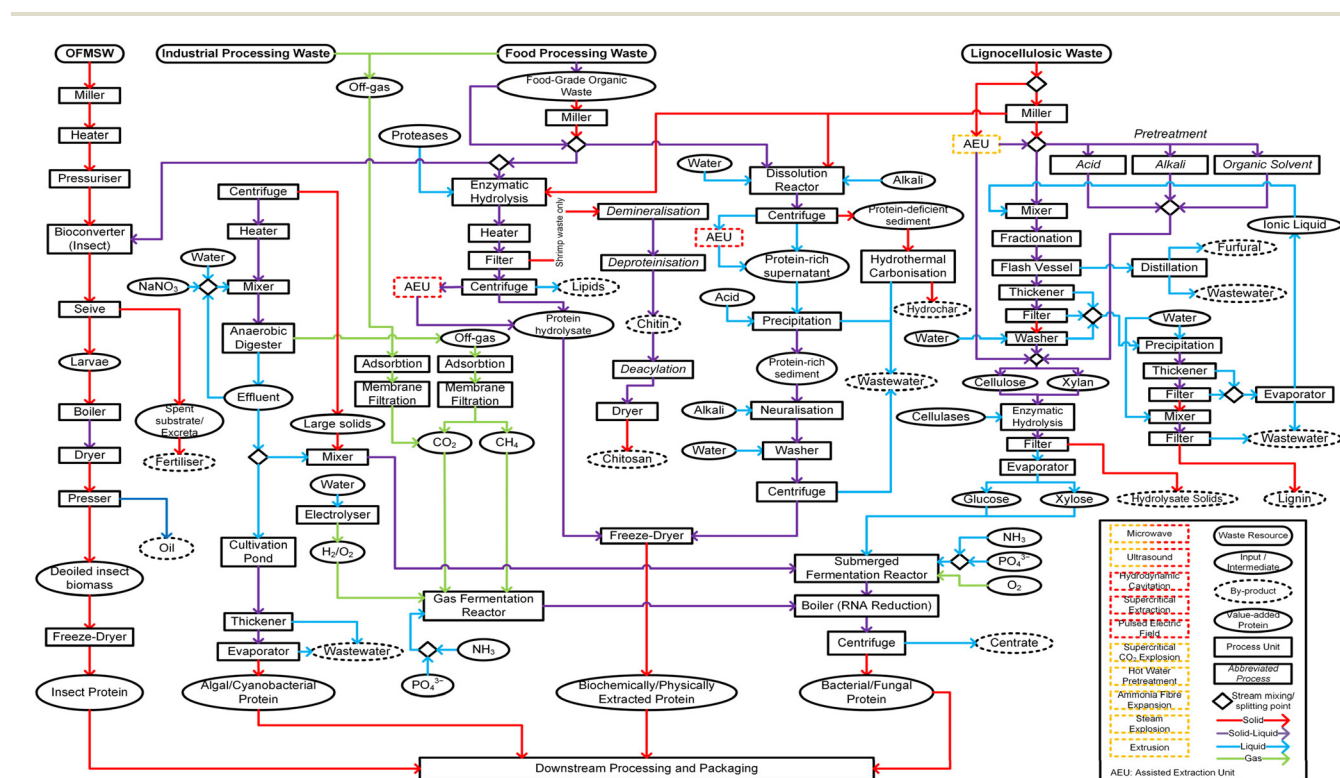 OFMSW
Industrial Processing Waste
Food Processing Waste
Lignocellulosic Waste
Miller
Heater
Pressuriser
Bioconverter
(Insect)
Seive
Larvae
Boiler
Dryer
Presser
Oil
Deoiled insect
biomass
Freeze-Dryer
Insect Protein
Spent
substrate/
Excreta
Fertiliser
Centrifuge
Heater
Water
NaNO₃
Mixer
Anaerobic
Digester
Effluent
Large solids
Mixer
Water
Electrolyser
H₂/O₂
Cultivation
Pond
Thickener
Evaporator
Wastewater
Algal/Cyanobacterial
Protein
Off-gas
Food-Grade Organic
Waste
Miller
Proteases
Enzymatic
Hydrolysis
Heater
Filter
Centrifuge
Shrimp waste only
AEU
Lipids
Protein
hydrolysate
Off-gas
Adsorbtion
Membrane
Filtration
Adsorbtion
Membrane
Filtration
CO₂
CH₄
Gas Fermentation
Reactor
NH₃
PO₄³⁻
Demineralisation
Deproteinisation
Chitin
Deacylation
Dryer
Chitosan
Water
Dissolution
Reactor
Alkali
Centrifuge
AEU
Protein-deficient
sediment
Protein-rich
supernatant
Hydrothermal
Carbonisation
Hydrochar
Acid
Precipitation
Protein-rich
sediment
Wastewater
Alkali
Neuralisation
Water
Washer
Centrifuge
Freeze-Dryer
Biochemically/Physically
Extracted Protein
Miller
AEU
Pretreatment
Acid
Alkali
Organic Solvent
Mixer
Fractionation
Flash Vessel
Thickener
Filter
Water
Washer
Ionic Liquid
Furfural
Distillation
Wastewater
Water
Precipitation
Thickener
Filter
Evaporator
Mixer
Filter
Wastewater
Lignin
Cellulose
Xylan
Cellulases
Enzymatic
Hydrolysis
Filter
Evaporator
Glucose
Xylose
Hydrolysate Solids
Submerged
Fermentation Reactor
NH₃
PO₄³⁻
O₂
Boiler (RNA Reduction)
Centrifuge
Centrate
Bacterial/Fungal
Protein
Downstream Processing and Packaging
Microwave
Ultrasound
Hydrodynamic
Cavitation
Supercritical
Extraction
Pulsed Electric
Field
Supercritical
CO₂ Explosion
Hot Water
Pretreatment
Ammonia Fibre
Expansion
Steam
Explosion
Extrusion
Waste Resource
Input /
Intermediate
By-product
Value-added
Protein
Process Unit
Abbreviated
Process
Stream mixing/
splitting point
Solid
Solid-Liquid
Liquid
Gas
AEU: Assisted Extraction Unit